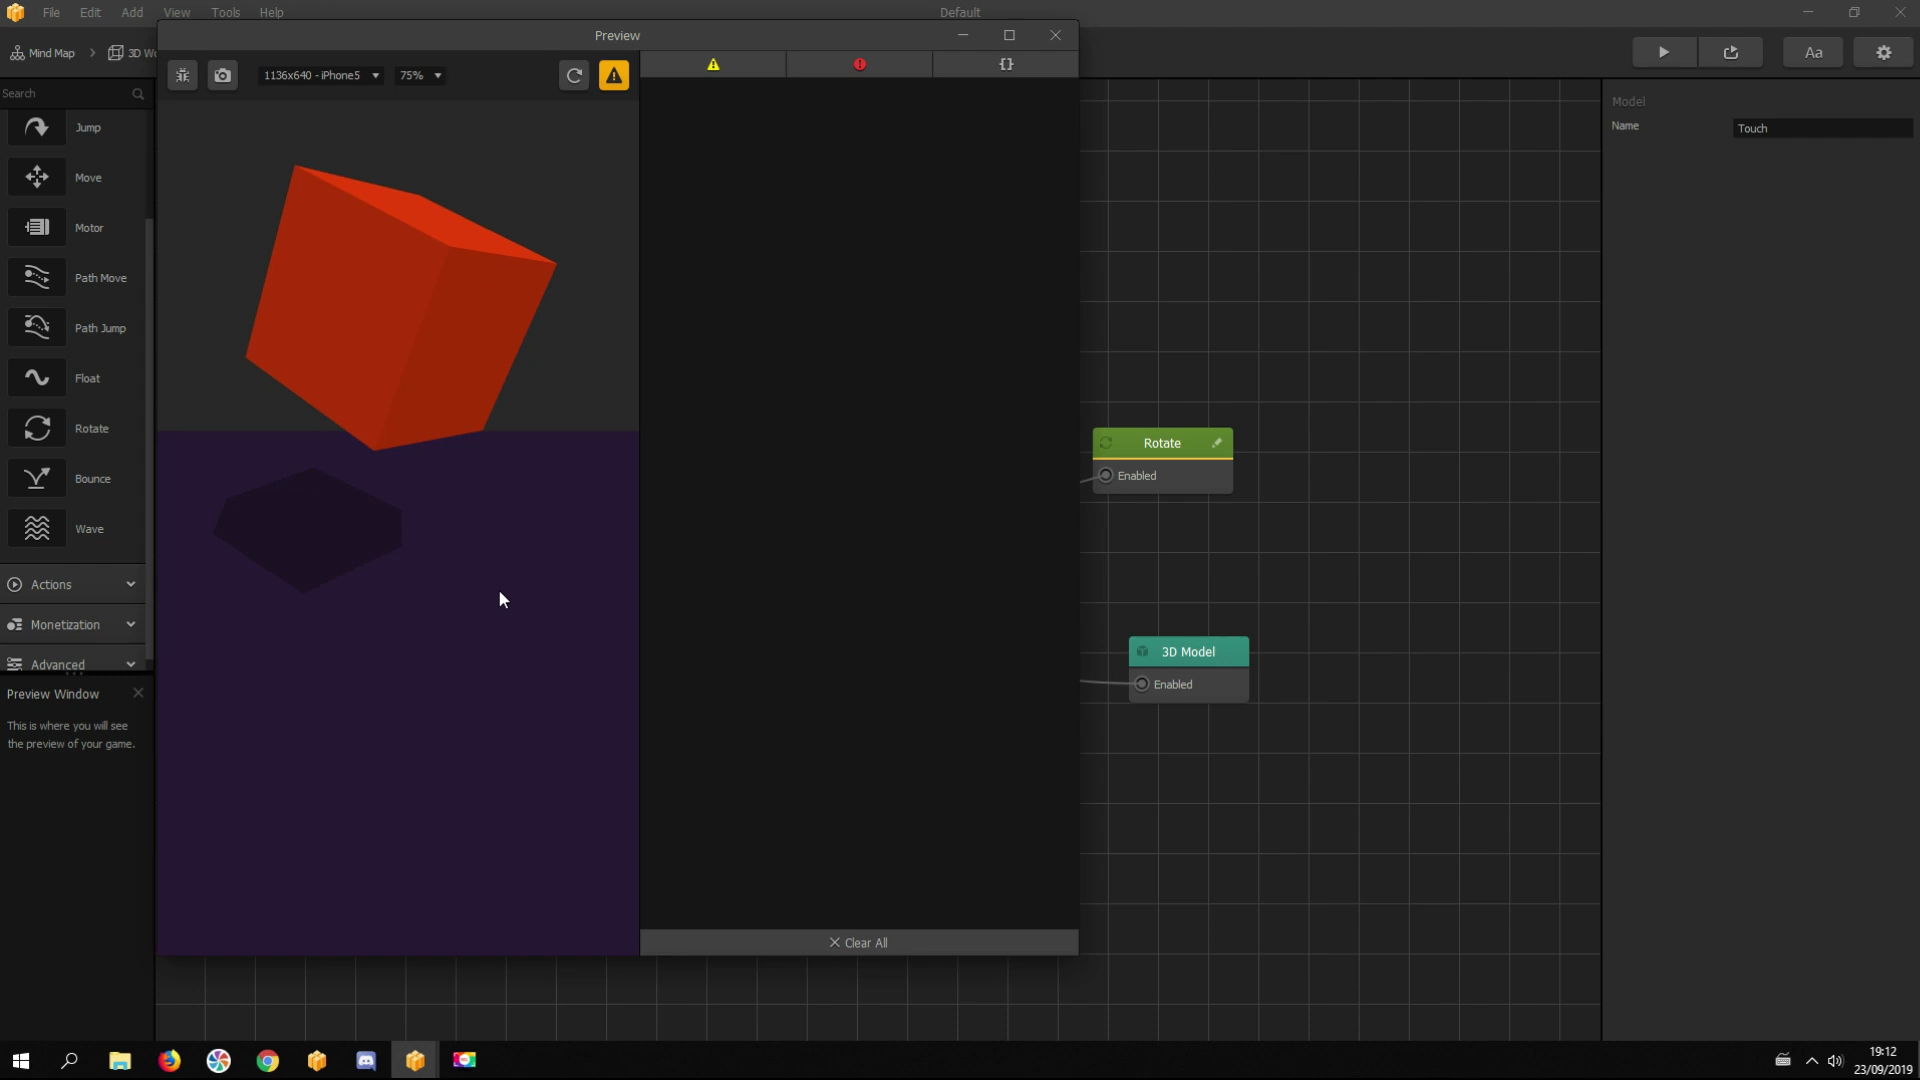 File Edit Add View Tools Help
Default
Mind Map
3D Wo
Aa
Preview
1136x640 - iPhone5
75%
{}
Search
Jump
Move
Motor
Path Move
Path Jump
Float
Rotate
Bounce
Wave
Actions
Monetization
Advanced
Preview Window
This is where you will see
the preview of your game.
Clear All
Rotate
Enabled
3D Model
Enabled
Model
Name
Touch
19:12
23/09/2019